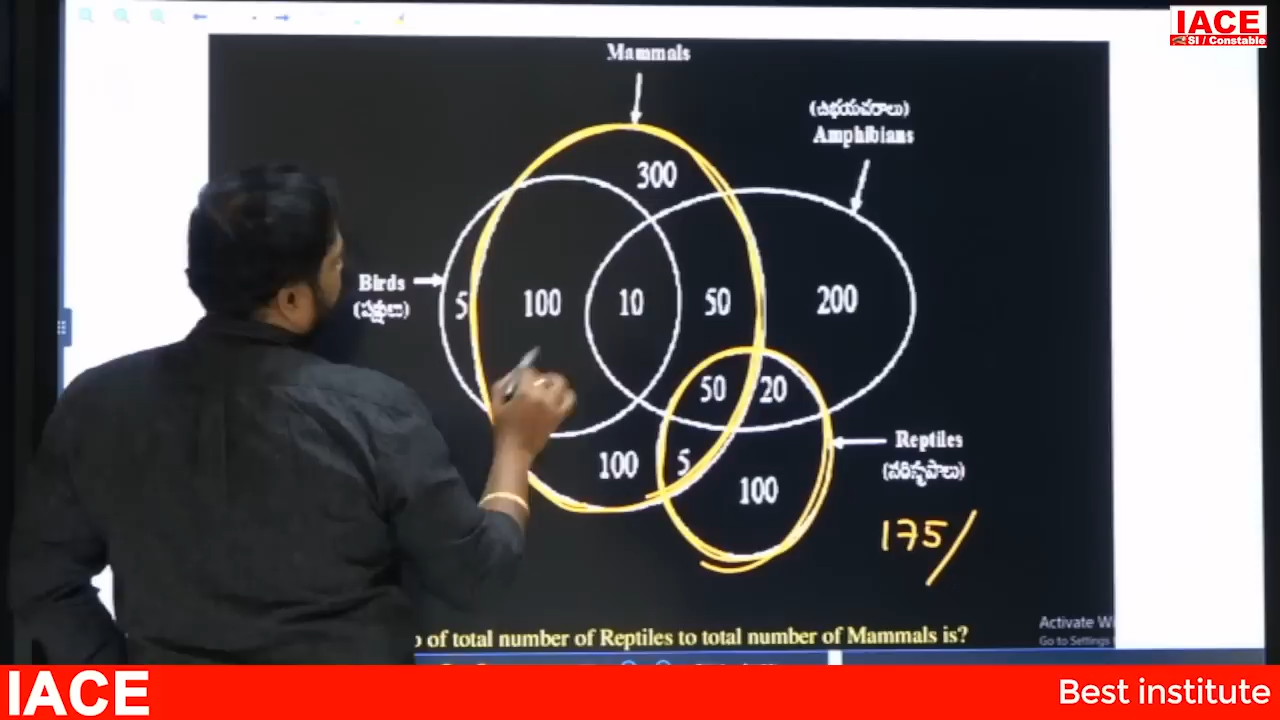 IACE
SI / Constable
Mammals
(ఉభయచరాలు)
Amphibians
300
Birds
(పక్షులు)
5
100
10
50
200
50
20
Reptiles
(సరీసృపాలు)
100
5
100
175/
Activate Wi
Go to Settings
o of total number of Reptiles to total number of Mammals is?
IACE
Best institute